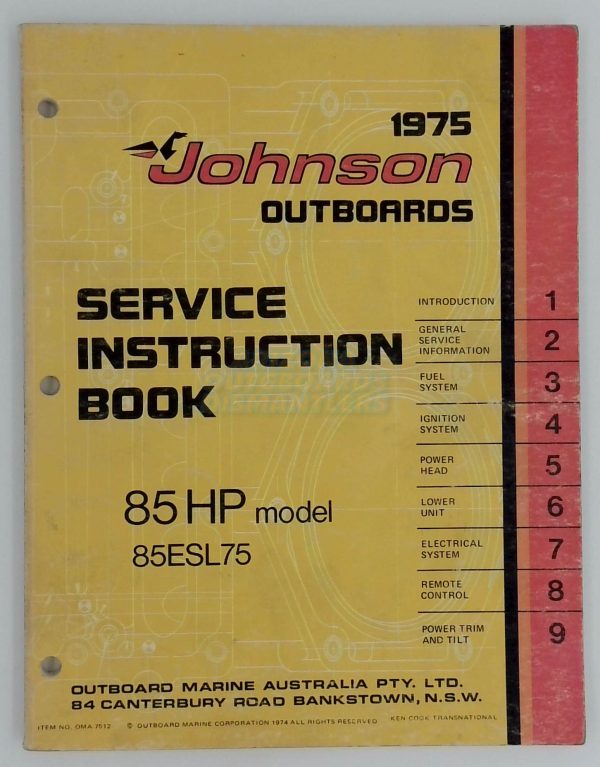 1975
Johnson
OUTBOARDS
SERVICE
INSTRUCTION
BOOK
85 HP model
85ESL75
INTRODUCTION 1
GENERAL
SERVICE
INFORMATION 2
FUEL
SYSTEM 3
IGNITION
SYSTEM 4
POWER
HEAD 5
LOWER
UNIT 6
ELECTRICAL
SYSTEM 7
REMOTE
CONTROL 8
POWER TRIM
AND TILT 9
OUTBOARD MARINE AUSTRALIA PTY. LTD.
84 CANTERBURY ROAD BANKSTOWN, N.S.W.
ITEM NO. OMA 7512 © OUTBOARD MARINE CORPORATION 1974 ALL RIGHTS RESERVED KEN COOK TRANSNATIONAL